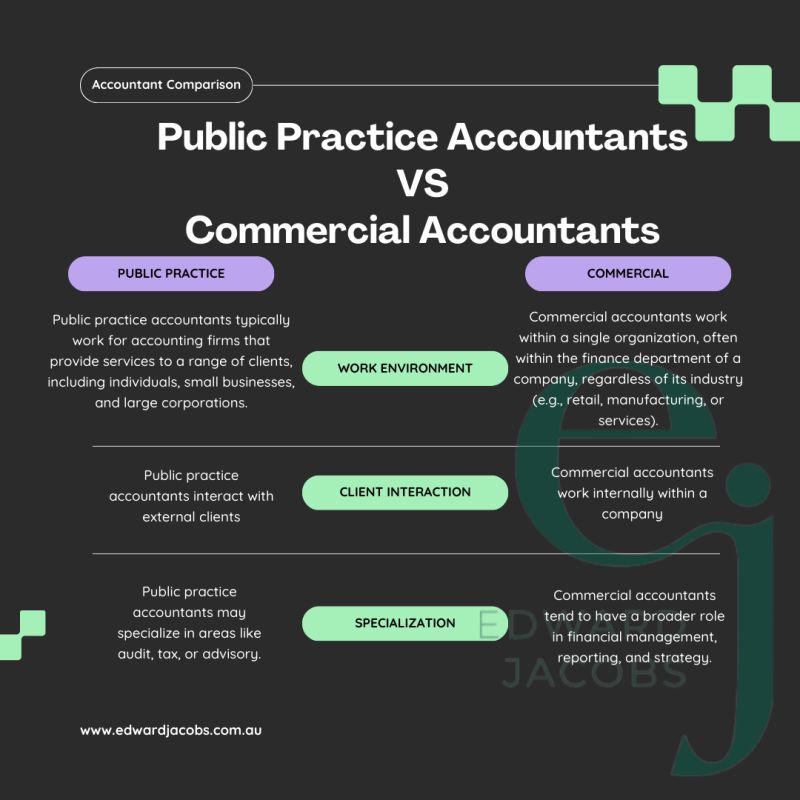 Accountant Comparison
Public Practice Accountants
VS
Commercial Accountants
PUBLIC PRACTICE
COMMERCIAL
Public practice accountants typically
work for accounting firms that
provide services to a range of clients,
including individuals, small businesses,
and large corporations.
WORK ENVIRONMENT
Commercial accountants work
within a single organization, often
within the finance department of a
company, regardless of its industry
(e.g., retail, manufacturing, or
services).
Public practice
accountants interact with
external clients
CLIENT INTERACTION
Commercial accountants
work internally within a
company
Public practice
accountants may
specialize in areas like
audit, tax, or advisory.
SPECIALIZATION
Commercial accountants
tend to have a broader role
in financial management,
reporting, and strategy.
ej
EDWARD
JACOBS
www.edwardjacobs.com.au